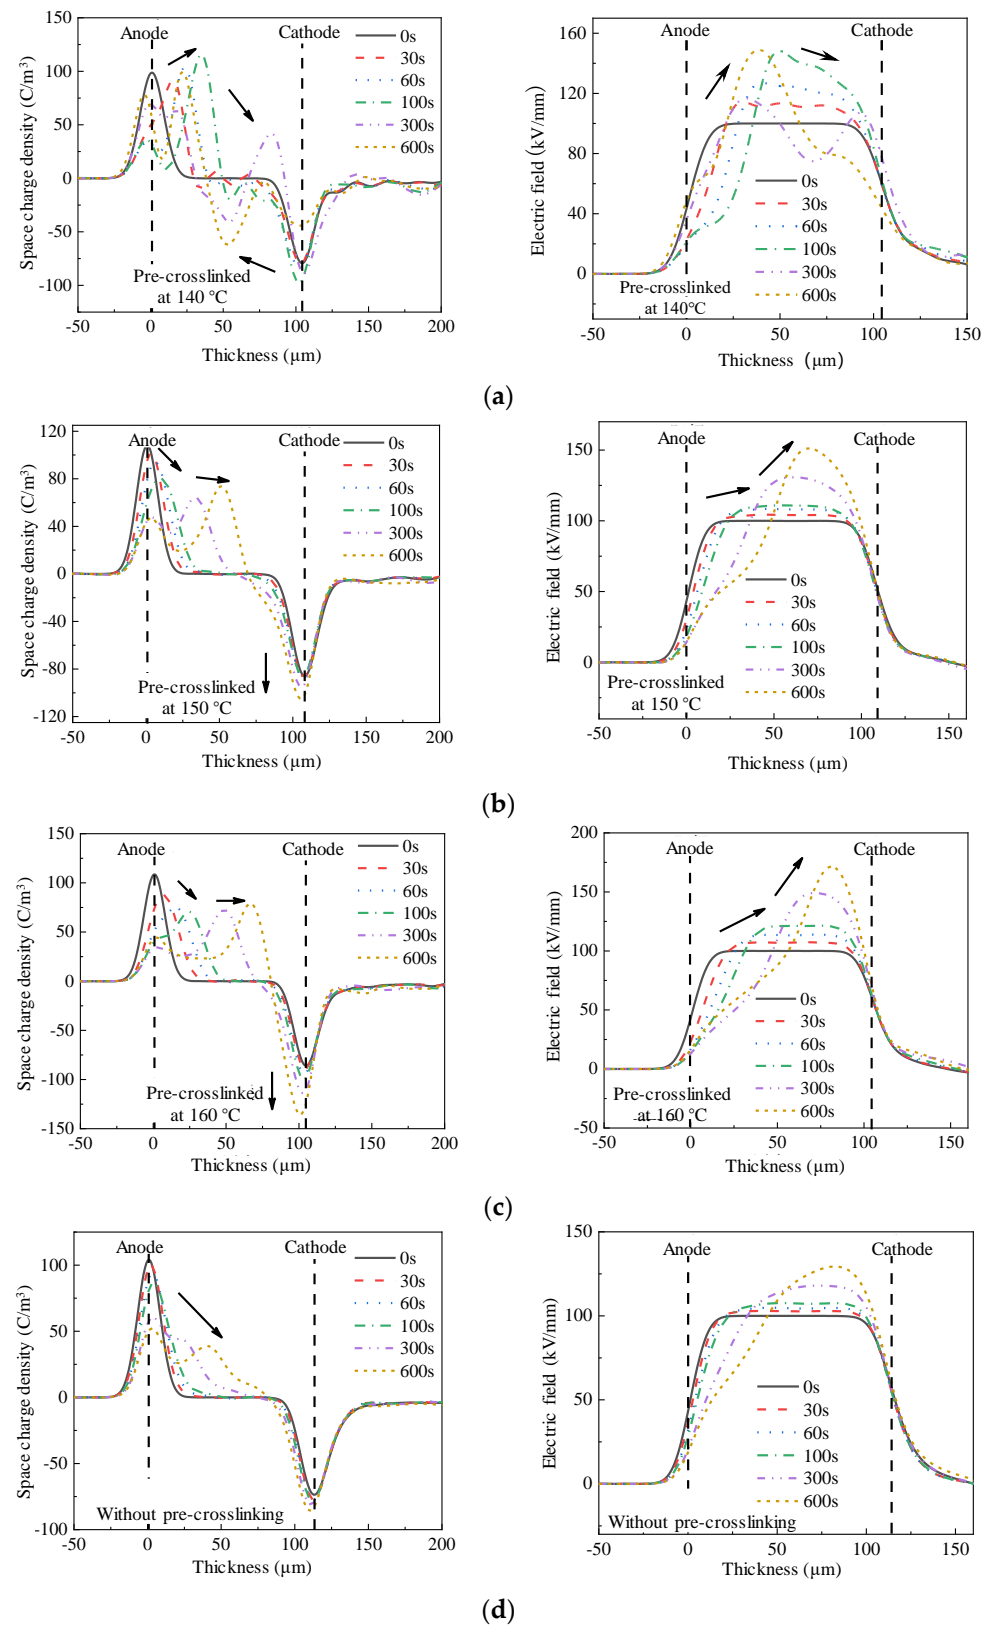 Space charge density (C/m³)
150
100
50
0
-50
-100
Anode
Cathode
0s
30s
60s
100s
300s
600s
Pre-crosslinked
at 140 °C
-50 0 50 100 150 200
Thickness (μm)
Electric field (kV/mm)
160
120
80
40
0
Anode
Cathode
0s
30s
60s
100s
300s
600s
Pre-crosslinked
at 140°C
-50 0 50 100 150
Thickness (μm)
(a)
Space charge density (C/m³)
120
80
40
0
-40
-80
-120
Anode
Cathode
0s
30s
60s
100s
300s
600s
Pre-crosslinked
at 150 °C
-50 0 50 100 150 200
Thickness (μm)
Electric field (kV/mm)
150
100
50
0
Anode
Cathode
0s
30s
60s
100s
300s
600s
Pre-crosslinked
at 150 °C
-50 0 50 100 150
Thickness (μm)
(b)
Space charge density (C/m³)
150
100
50
0
-50
-100
-150
Anode
Cathode
0s
30s
60s
100s
300s
600s
Pre-crosslinked
at 160 °C
-50 0 50 100 150 200
Thickness (μm)
Electric field (kV/mm)
200
150
100
50
0
-50
Anode
Cathode
0s
30s
60s
100s
300s
600s
Pre-crosslinked
at 160 °C
-50 0 50 100 150
Thickness (μm)
(c)
Space charge density (C/m³)
100
50
0
-50
-100
Anode
Cathode
0s
30s
60s
100s
300s
600s
Without pre-crosslinking
-50 0 50 100 150 200
Thickness (μm)
Electric field (kV/mm)
150
100
50
0
Anode
Cathode
0s
30s
60s
100s
300s
600s
Without pre-crosslinking
-50 0 50 100 150
Thickness (μm)
(d)